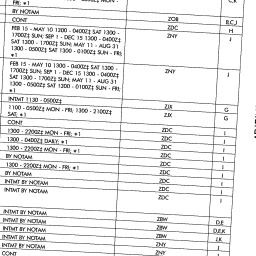 FRI; *1 C,K
BY NOTAM
CONT ZOB B,C,J
FEB 15 - MAY 10 1300 - 0400Z‡ SAT 1300 - ZDC H
1700Z‡ SUN; SEP 1 - DEC 15 1300 - 0400Z‡ ZNY J
SAT 1300 - 1700Z‡ SUN; MAY 11 - AUG 31
1300 - 0500Z‡ SAT 1300 - 0100Z‡ SUN - FRI;
*1
FEB 15 - MAY 10 1300 - 0400Z‡ SAT 1300 - ZNY J
1700Z‡ SUN; SEP 1 - DEC 15 1300 - 0400Z‡
SAT 1300 - 1700Z‡ SUN; MAY 11 - AUG 31
1300 - 0500Z‡ SAT 1300 - 0100Z‡ SUN - FRI;
*1
INTMT 1130 - 0500Z‡ ZJX G
1100 - 0500Z‡ MON - FRI; 1300 - 2100Z‡ ZJX G
SAT; *1
CONT ZDC I
1300 - 2200Z‡ MON - FRI; *1 ZDC I
1300 - 0400Z‡ DAILY; *1 ZDC I
1300 - 2200Z‡ MON - FRI; *1 ZDC I
BY NOTAM ZDC I
1300 - 2200Z‡ MON - FRI; *1 ZDC I
BY NOTAM ZDC I
INTMT BY NOTAM ZDC I
INTMT BY NOTAM
INTMT BY NOTAM ZBW D,E
INTMT BY NOTAM ZBW D,E,K
INTMT BY NOTAM ZBW J,K
INTMT BY NOTAM ZNY J
CONT ZNY J